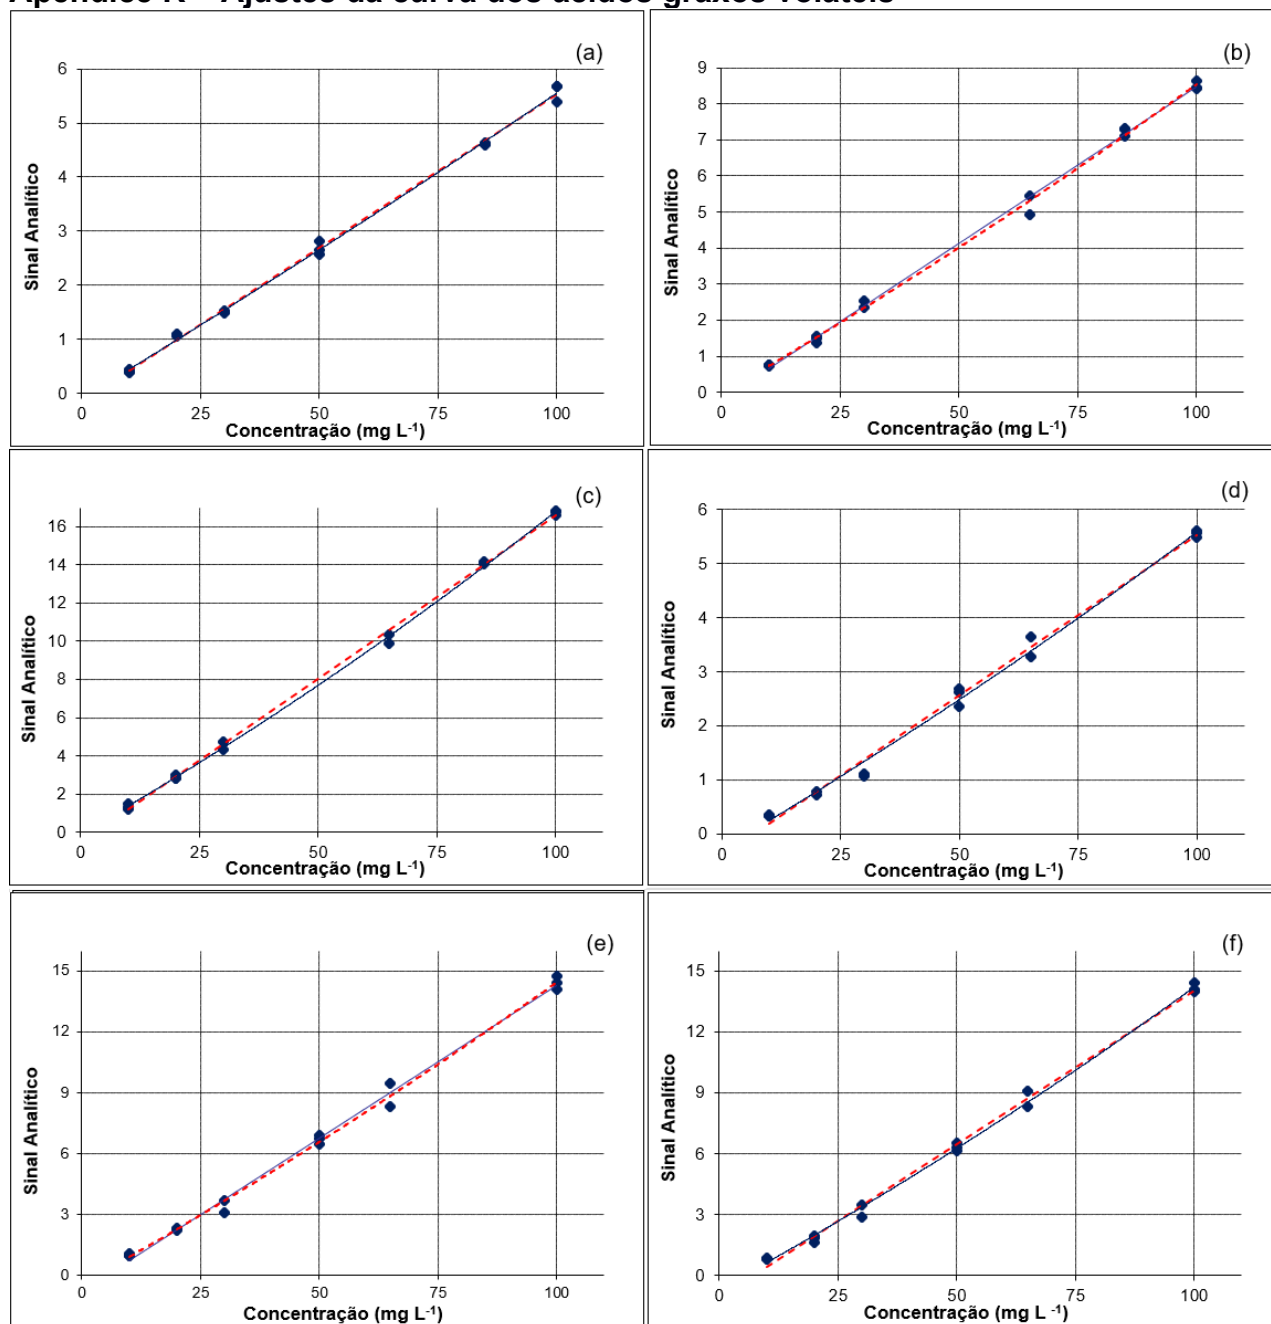 Apêndice R – Ajustes da curva dos ácidos graxos voláteis
(a)
6
5
4
3
2
1
0
0 25 50 75 100
Sinal Analítico
Concentração (mg L-1)
(b)
9
8
7
6
5
4
3
2
1
0
0 25 50 75 100
Sinal Analítico
Concentração (mg L-1)
(c)
16
14
12
10
8
6
4
2
0
0 25 50 75 100
Sinal Analítico
Concentração (mg L-1)
(d)
6
5
4
3
2
1
0
0 25 50 75 100
Sinal Analítico
Concentração (mg L-1)
(e)
15
12
9
6
3
0
0 25 50 75 100
Sinal Analítico
Concentração (mg L-1)
(f)
15
12
9
6
3
0
0 25 50 75 100
Sinal Analítico
Concentração (mg L-1)